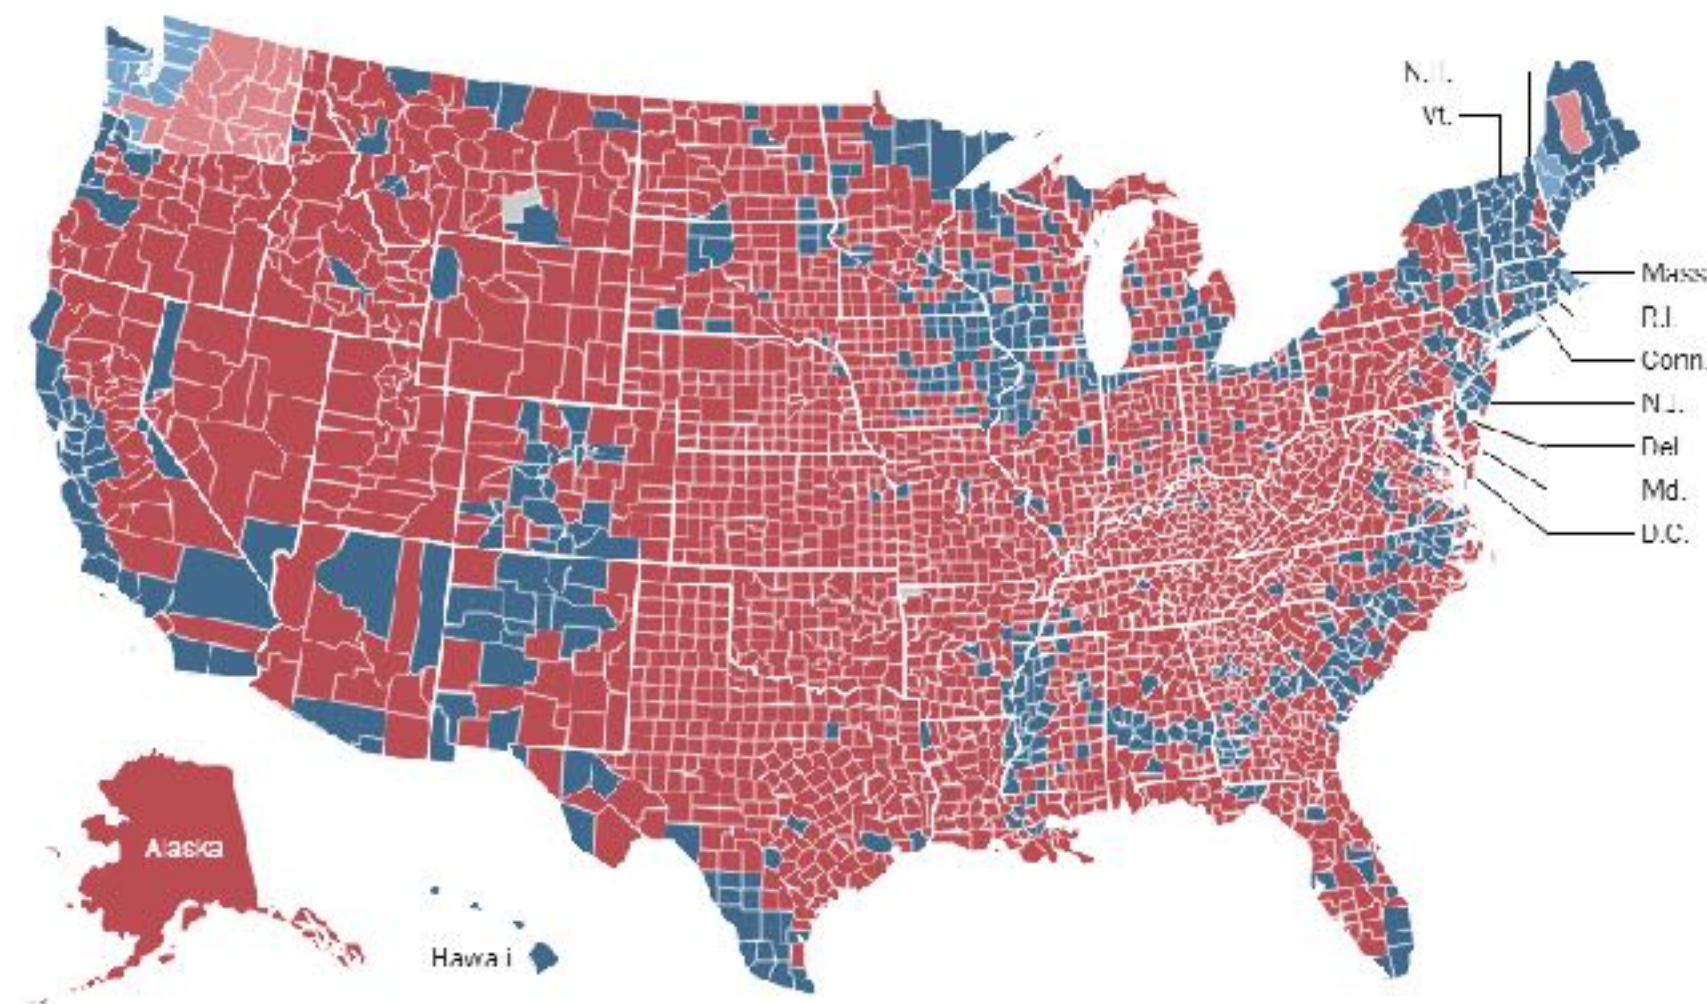 N.H.
Vt.
Mass
R.I.
Conn.
N.J.
Del
Md.
D.C.
Alaska
Hawaii